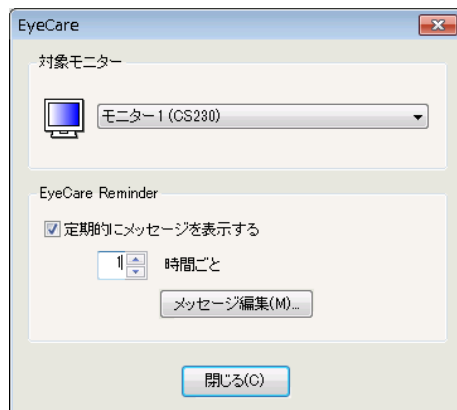 EyeCare
対象モニター
モニター1 (CS230)
EyeCare Reminder
定期的にメッセージを表示する
1 時間ごと
メッセージ編集(M)...
閉じる(C)